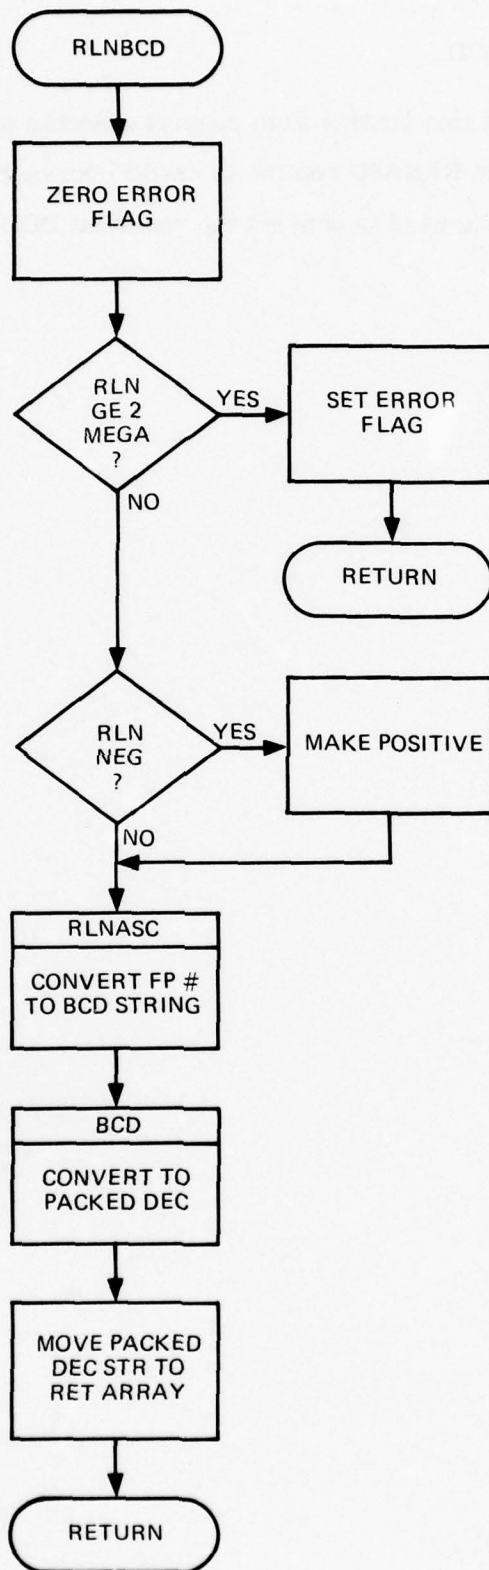 RLNBCD
ZERO ERROR
FLAG
RLN
GE 2
MEGA
?
YES
SET ERROR
FLAG
NO
RETURN
RLN
NEG
?
YES
MAKE POSITIVE
NO
RLNASC
CONVERT FP #
TO BCD STRING
BCD
CONVERT TO
PACKED DEC
MOVE PACKED
DEC STR TO
RET ARRAY
RETURN